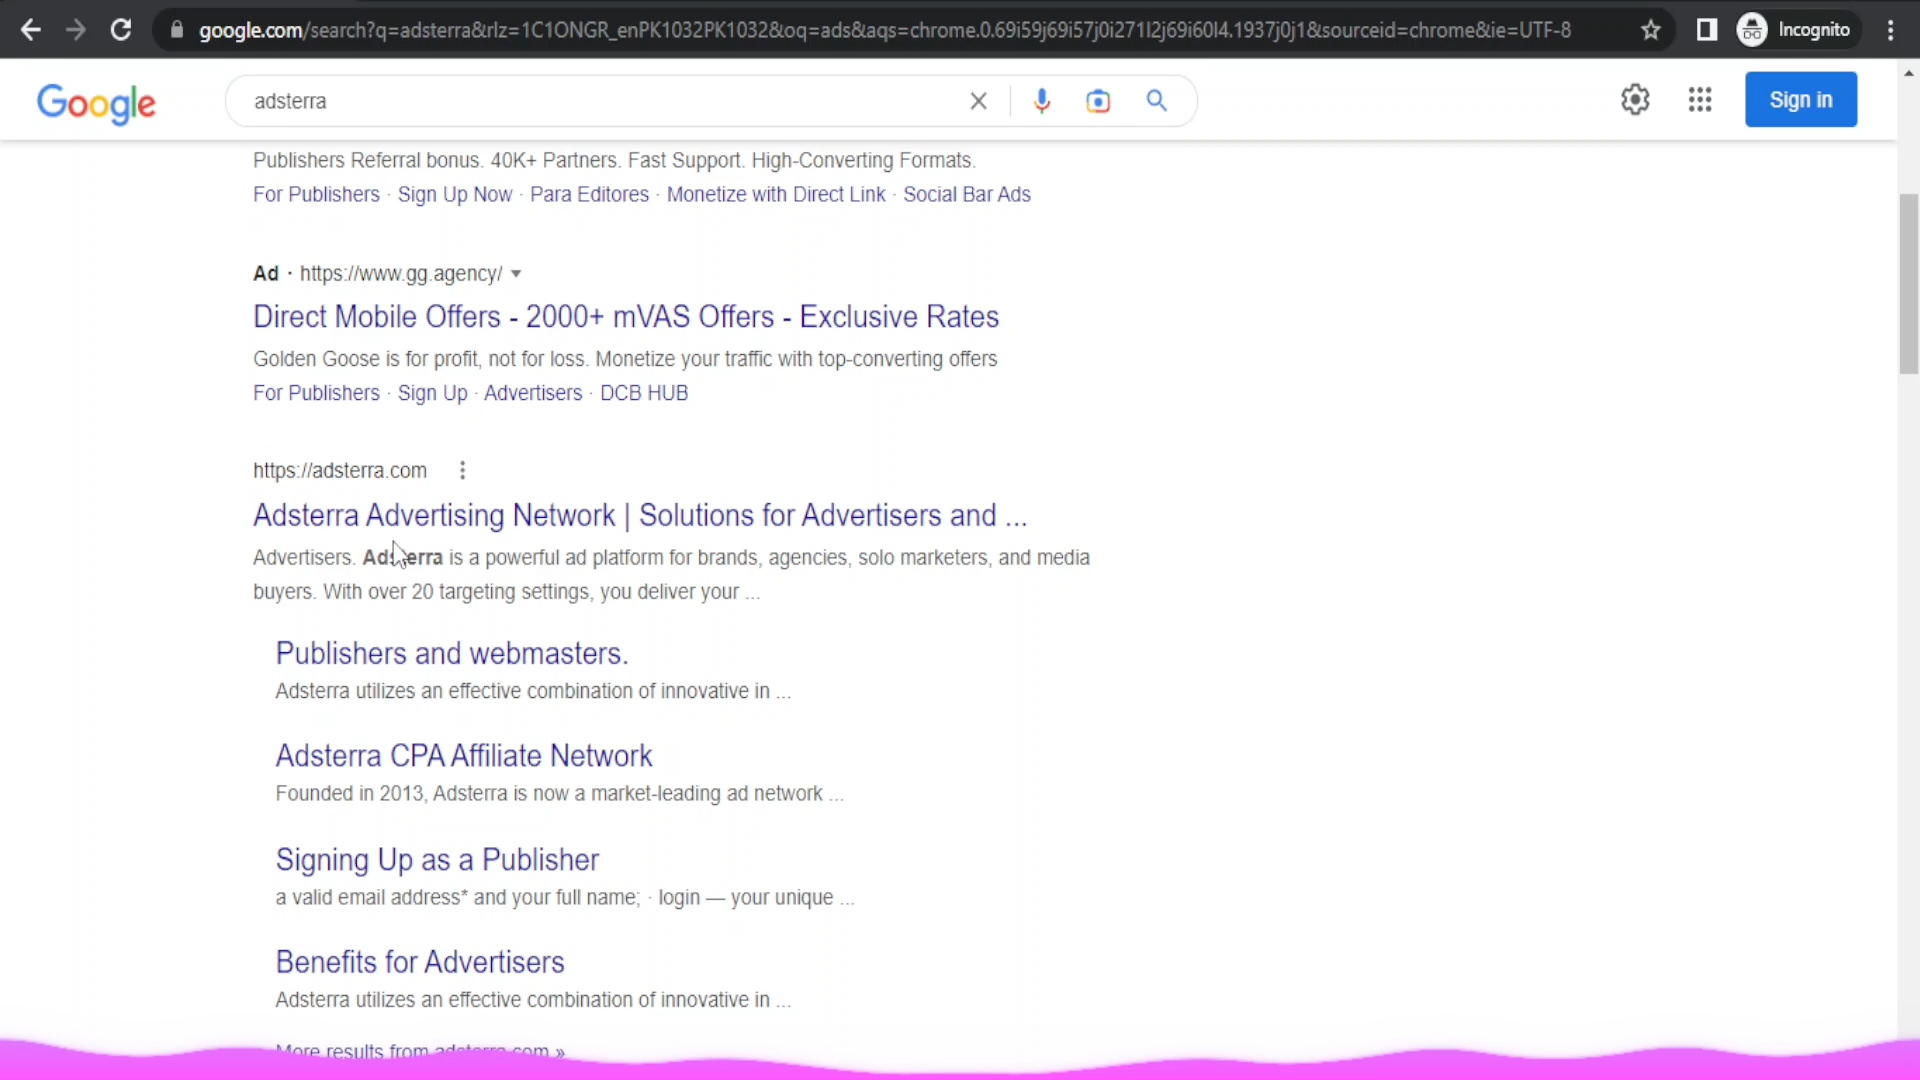 google.com/search?q=adsterra&rlz=1C1ONGR_enPK1032PK1032&oq=ads&aqs=chrome.0.69i59j69i57j0i271l2j69i60l4.1937j0j1&sourceid=chrome&ie=UTF-8
Incognito
Google
adsterra
Sign in
Publishers Referral bonus. 40K+ Partners. Fast Support. High-Converting Formats.
For Publishers · Sign Up Now · Para Editores · Monetize with Direct Link · Social Bar Ads
Ad · https://www.gg.agency/
Direct Mobile Offers - 2000+ mVAS Offers - Exclusive Rates
Golden Goose is for profit, not for loss. Monetize your traffic with top-converting offers
For Publishers · Sign Up · Advertisers · DCB HUB
https://adsterra.com
Adsterra Advertising Network | Solutions for Advertisers and ...
Advertisers. Adsterra is a powerful ad platform for brands, agencies, solo marketers, and media
buyers. With over 20 targeting settings, you deliver your ...
Publishers and webmasters.
Adsterra utilizes an effective combination of innovative in ...
Adsterra CPA Affiliate Network
Founded in 2013, Adsterra is now a market-leading ad network ...
Signing Up as a Publisher
a valid email address* and your full name; · login — your unique ...
Benefits for Advertisers
Adsterra utilizes an effective combination of innovative in ...
More results from adsterra.com »